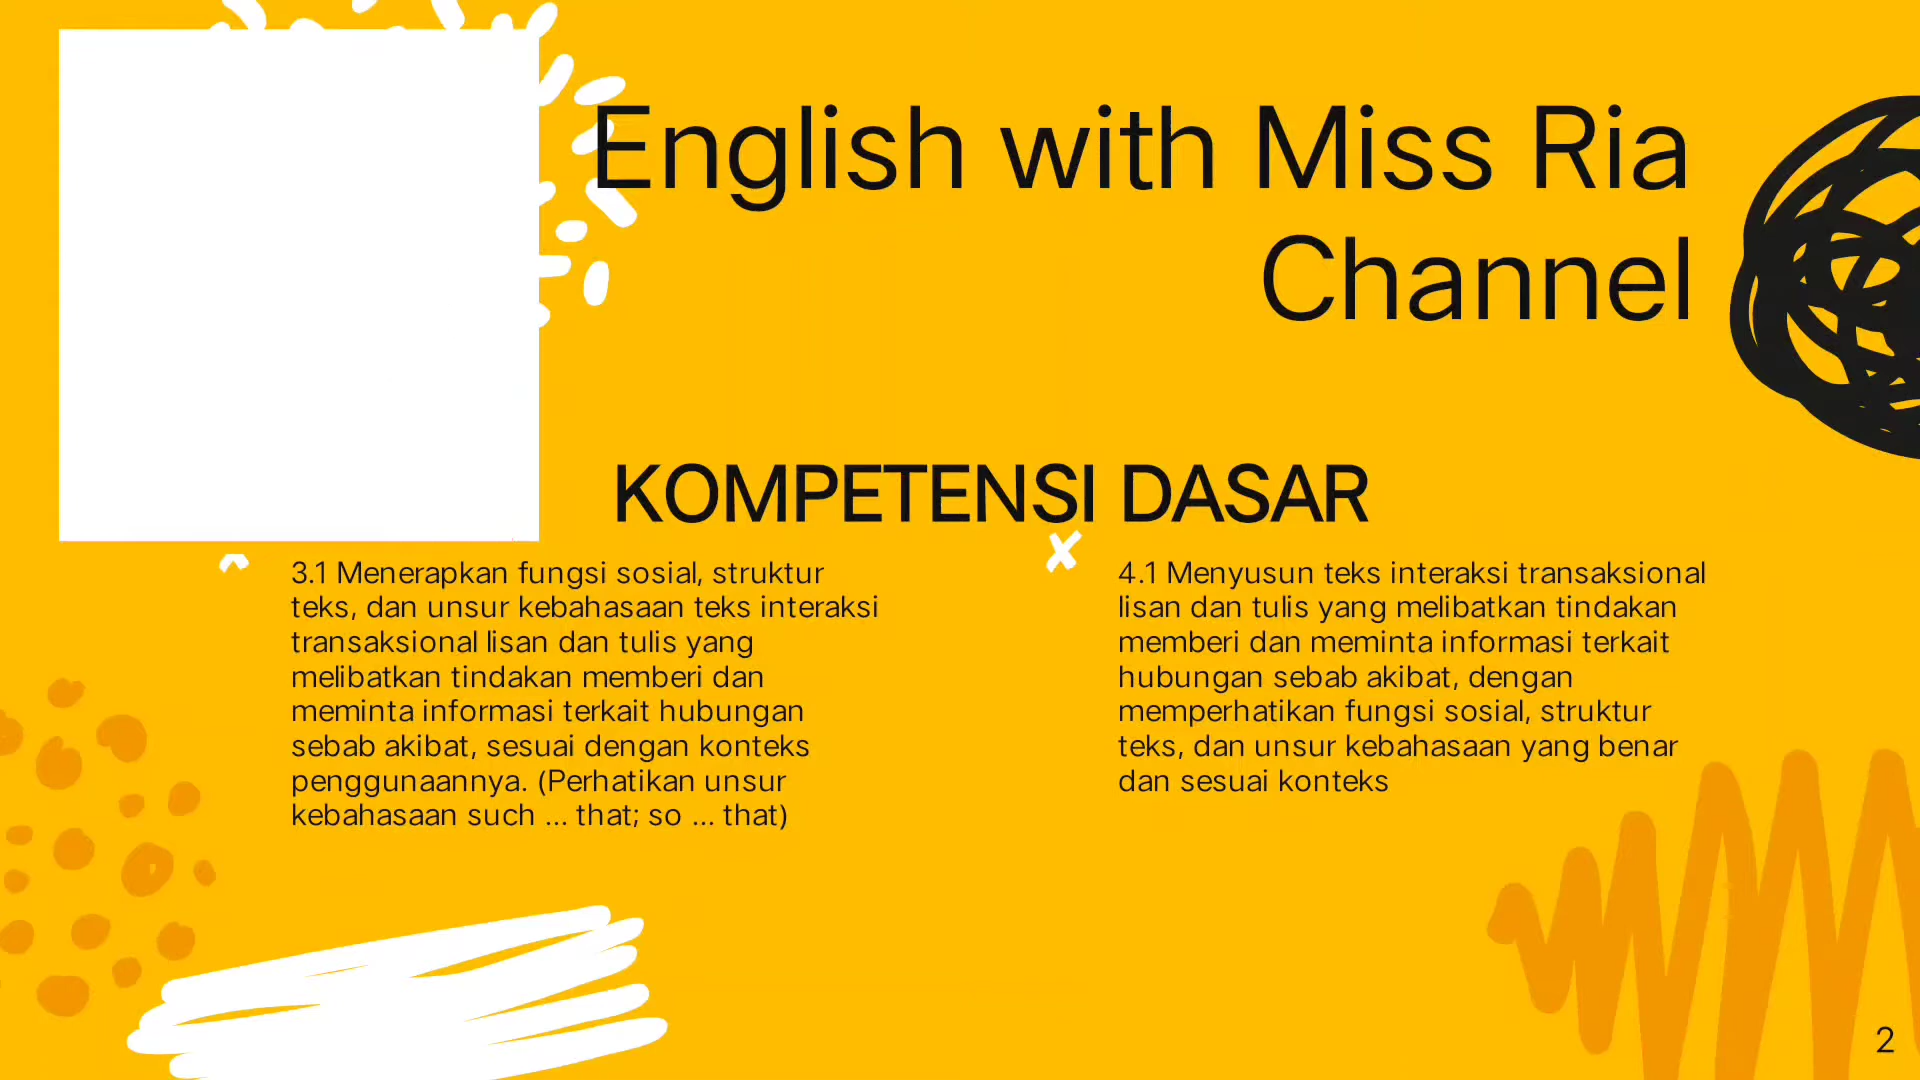 English with Miss Ria
Channel
KOMPETENSI DASAR
3.1 Menerapkan fungsi sosial, struktur
teks, dan unsur kebahasaan teks interaksi
transaksional lisan dan tulis yang
melibatkan tindakan memberi dan
meminta informasi terkait hubungan
sebab akibat, sesuai dengan konteks
penggunaannya. (Perhatikan unsur
kebahasaan such ... that; so ... that)
4.1 Menyusun teks interaksi transaksional
lisan dan tulis yang melibatkan tindakan
memberi dan meminta informasi terkait
hubungan sebab akibat, dengan
memperhatikan fungsi sosial, struktur
teks, dan unsur kebahasaan yang benar
dan sesuai konteks
2